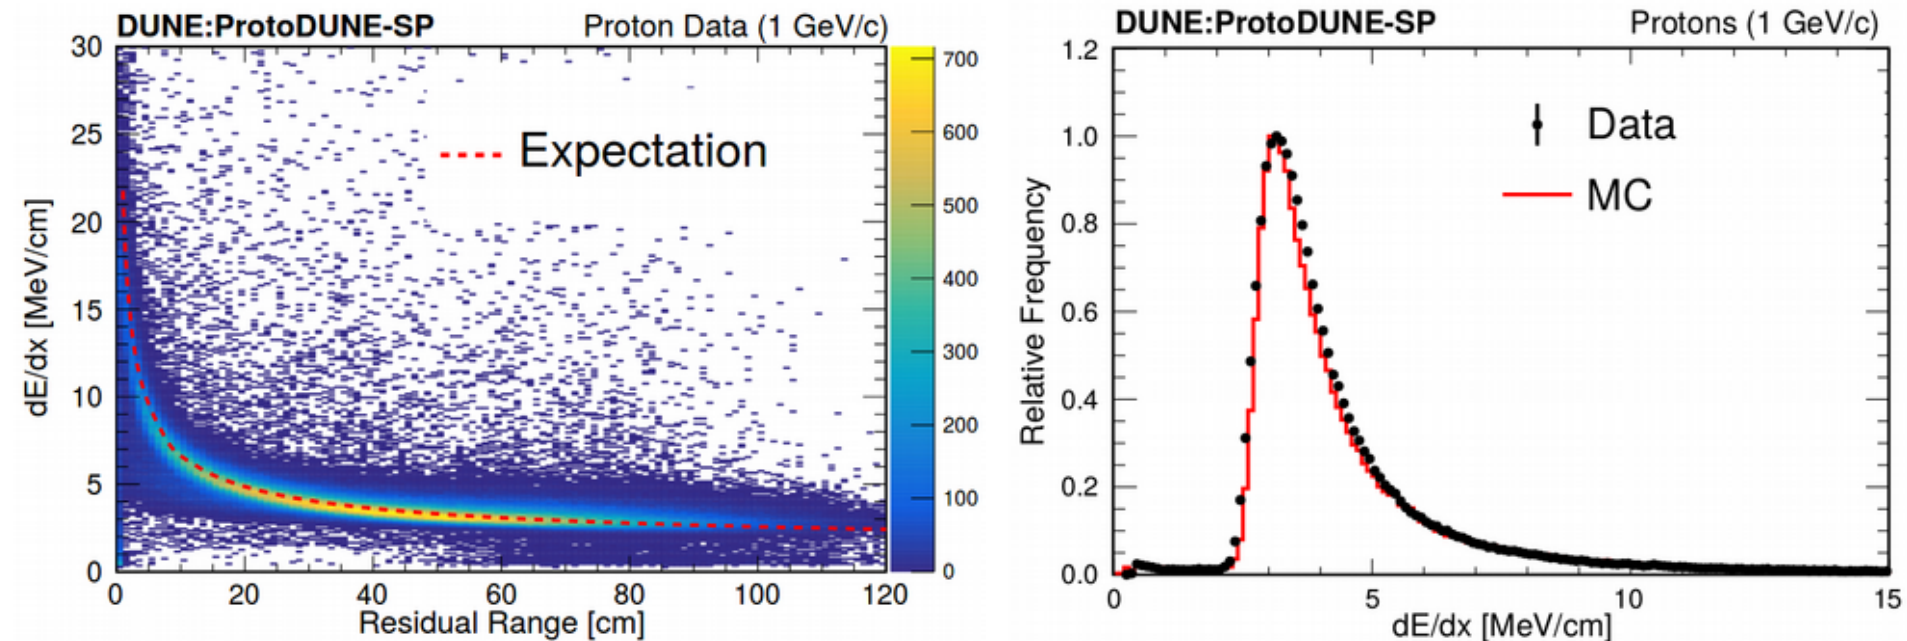 DUNE:ProtoDUNE-SP Proton Data (1 GeV/c)
30
25
20
15
10
5
0
dE/dx [MeV/cm]
Expectation
700
600
500
400
300
200
100
0
0 20 40 60 80 100 120
Residual Range [cm]
DUNE:ProtoDUNE-SP Protons (1 GeV/c)
1.2
1.0
0.8
0.6
0.4
0.2
0.0
Relative Frequency
Data
MC
0 5 10 15
dE/dx [MeV/cm]